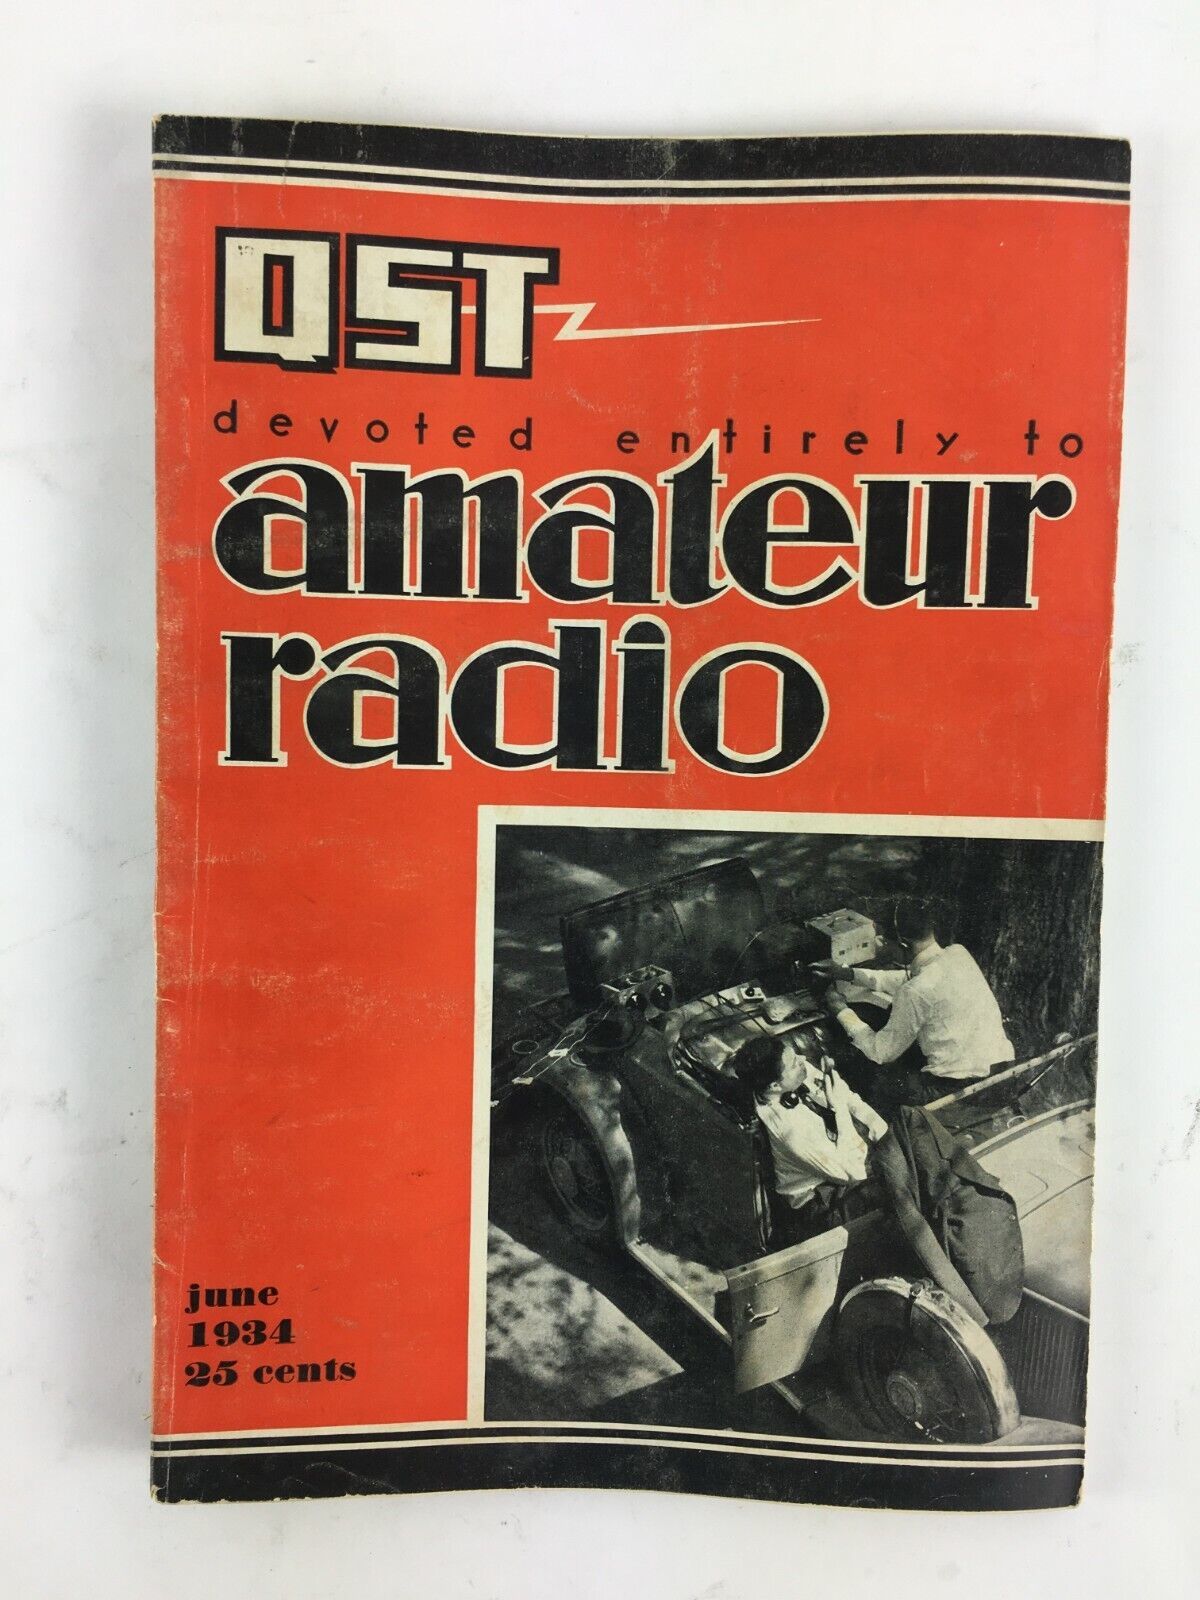 QST
devoted entirely to
amateur
radio
june
1934
25 cents